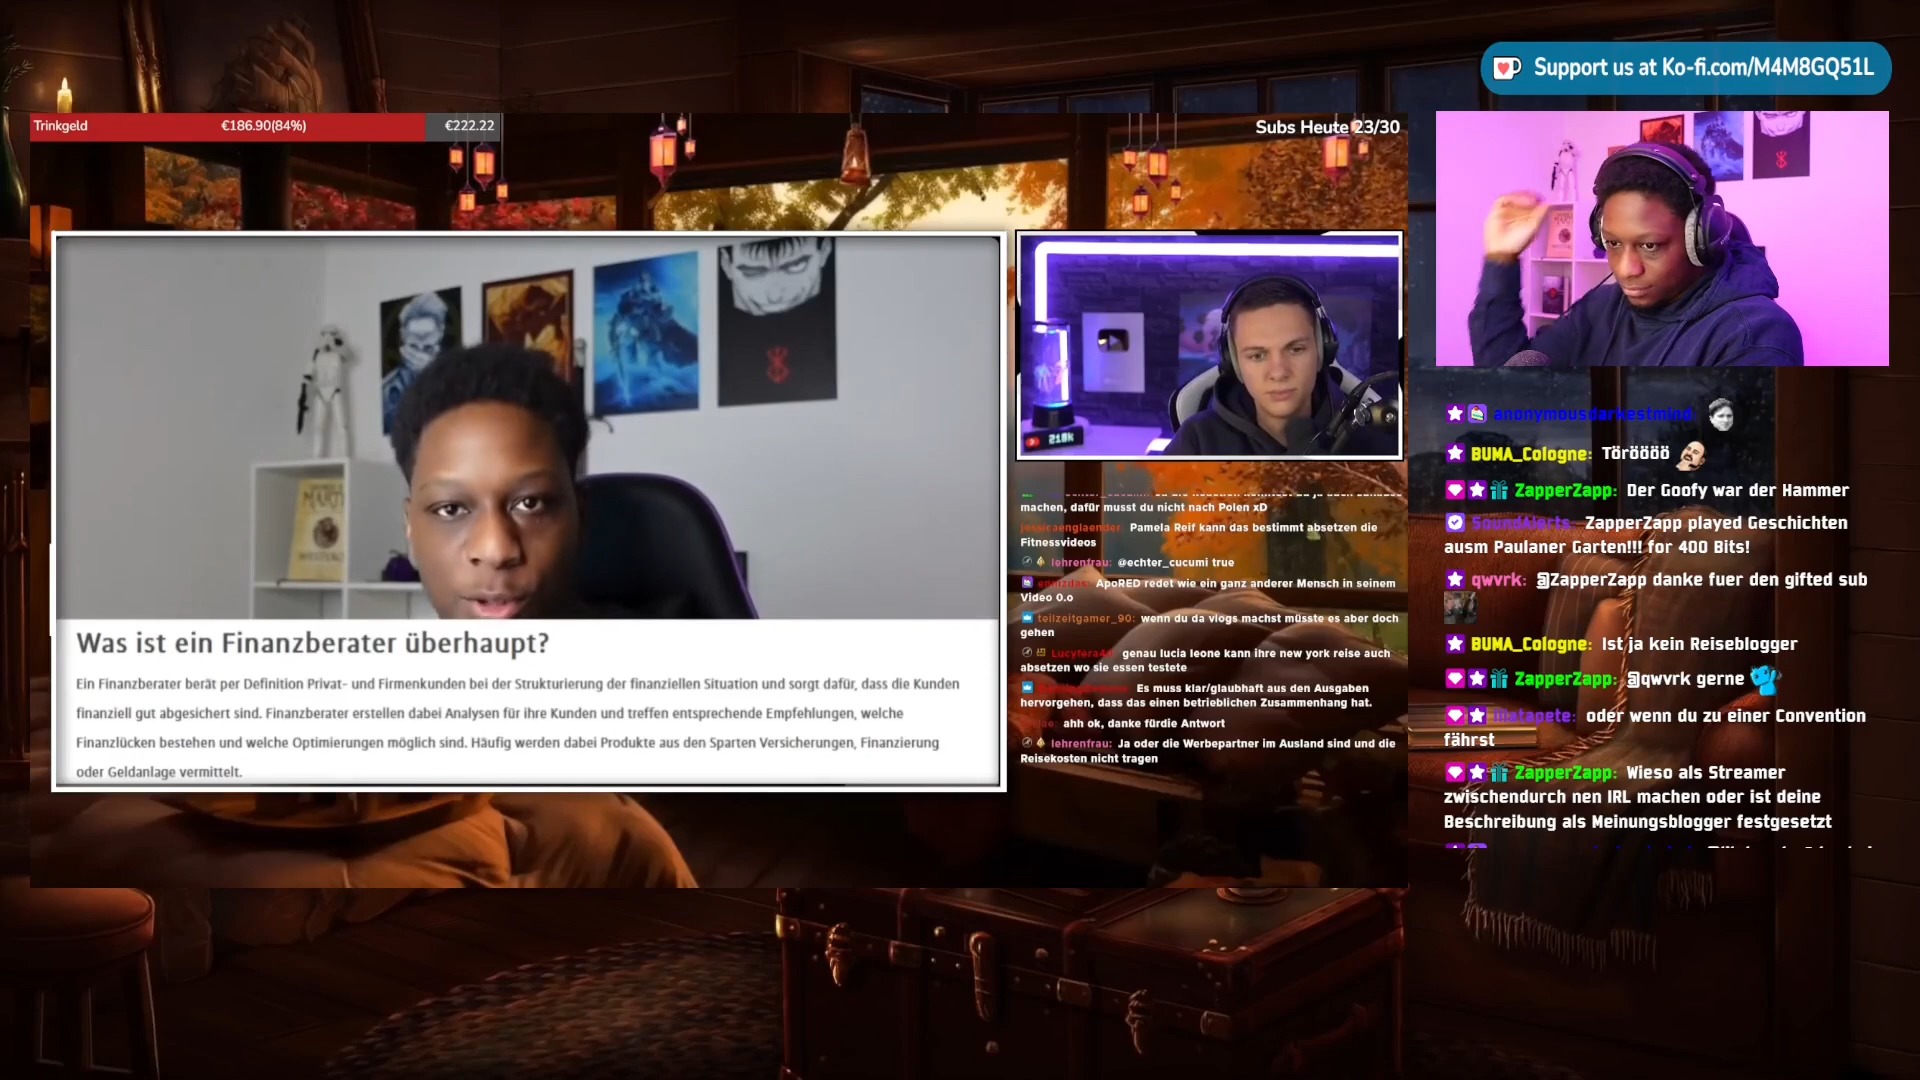 Support us at Ko-fi.com/M4M8GQ51L
Trinkgeld €186.90(84%) €222.22
Subs Heute 23/30
218k
MARTIN
WESTEROS
Was ist ein Finanzberater überhaupt?
Ein Finanzberater berät per Definition Privat- und Firmenkunden bei der Strukturierung der finanziellen Situation und sorgt dafür, dass die Kunden
finanziell gut abgesichert sind. Finanzberater erstellen dabei Analysen für ihre Kunden und treffen entsprechende Empfehlungen, welche
Finanzlücken bestehen und welche Optimierungen möglich sind. Häufig werden dabei Produkte aus den Sparten Versicherungen, Finanzierung
oder Geldanlage vermittelt.
machen, dafür musst du nicht nach Polen xD
jessicaenglaender: Pamela Reif kann das bestimmt absetzen die
Fitnessvideos
lehrenfrau: @echter_cucumi true
ApoRED redet wie ein ganz anderer Mensch in seinem
Video 0.o
teilzeitgamer_90: wenn du da vlogs machst müsste es aber doch
gehen
genau lucia leone kann ihre new york reise auch
absetzen wo sie essen testete
Es muss klar/glaubhaft aus den Ausgaben
hervorgehen, dass das einen betrieblichen Zusammenhang hat.
ahh ok, danke fürdie Antwort
lehrenfrau: Ja oder die Werbepartner im Ausland sind und die
Reisekosten nicht tragen
anonymousdarkestmind
BUMA_Cologne: Töröööö
ZapperZapp: Der Goofy war der Hammer
SoundAlerts: ZapperZapp played Geschichten
ausm Paulaner Garten!!! for 400 Bits!
qwvrk: @ZapperZapp danke fuer den gifted sub
BUMA_Cologne: Ist ja kein Reiseblogger
ZapperZapp: @qwvrk gerne
matapete: oder wenn du zu einer Convention
fährst
ZapperZapp: Wieso als Streamer
zwischendurch nen IRL machen oder ist deine
Beschreibung als Meinungsblogger festgesetzt